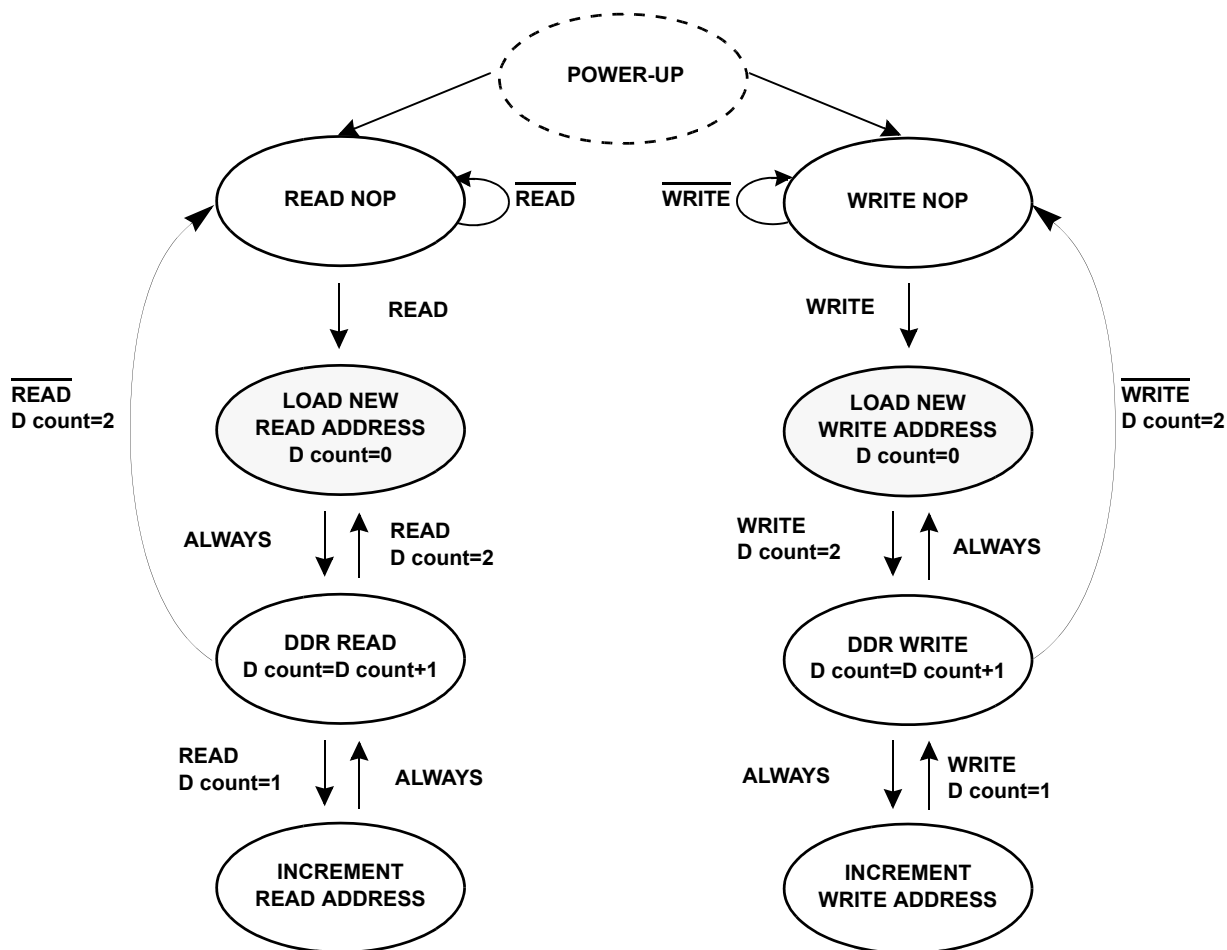 POWER-UP
READ NOP
READ
WRITE
WRITE NOP
READ
WRITE
READ
D count=2
LOAD NEW
READ ADDRESS
D count=0
LOAD NEW
WRITE ADDRESS
D count=0
WRITE
D count=2
ALWAYS
READ
D count=2
WRITE
D count=2
ALWAYS
DDR READ
D count=D count+1
DDR WRITE
D count=D count+1
READ
D count=1
ALWAYS
ALWAYS
WRITE
D count=1
INCREMENT
READ ADDRESS
INCREMENT
WRITE ADDRESS